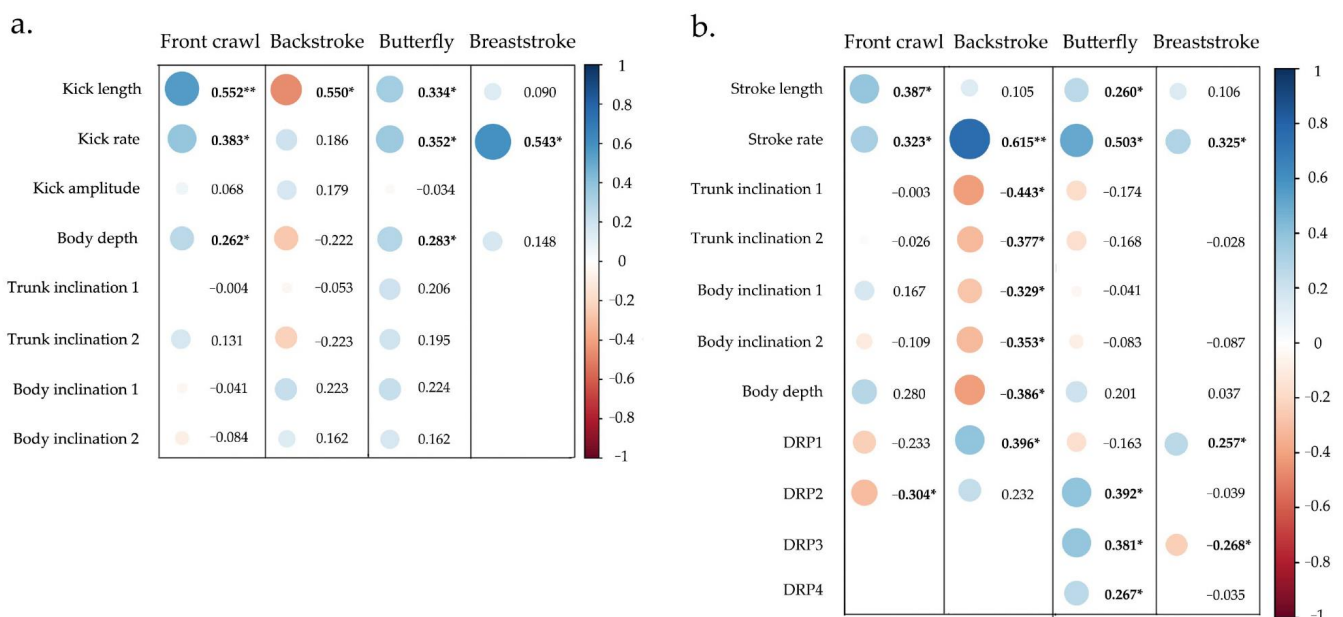 a.
Front crawl Backstroke Butterfly Breaststroke
Kick length 0.552** 0.550* 0.334* 0.090
Kick rate 0.383* 0.186 0.352* 0.543*
Kick amplitude 0.068 0.179 −0.034
Body depth 0.262* −0.222 0.283* 0.148
Trunk inclination 1 −0.004 −0.053 0.206
Trunk inclination 2 0.131 −0.223 0.195
Body inclination 1 −0.041 0.223 0.224
Body inclination 2 −0.084 0.162 0.162
1
0.8
0.6
0.4
0.2
0
−0.2
−0.4
−0.6
−0.8
−1
b.
Front crawl Backstroke Butterfly Breaststroke
Stroke length 0.387* 0.105 0.260* 0.106
Stroke rate 0.323* 0.615** 0.503* 0.325*
Trunk inclination 1 −0.003 −0.443* −0.174
Trunk inclination 2 −0.026 −0.377* −0.168 −0.028
Body inclination 1 0.167 −0.329* −0.041
Body inclination 2 −0.109 −0.353* −0.083 −0.087
Body depth 0.280 −0.386* 0.201 0.037
DRP1 −0.233 0.396* −0.163 0.257*
DRP2 −0.304* 0.232 0.392* −0.039
DRP3 0.381* −0.268*
DRP4 0.267* −0.035
1
0.8
0.6
0.4
0.2
0
−0.2
−0.4
−0.6
−0.8
−1